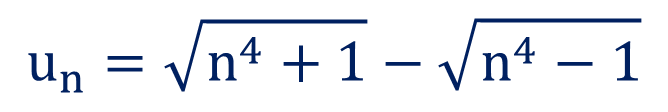 uₙ = √(n⁴ + 1) − √(n⁴ − 1)